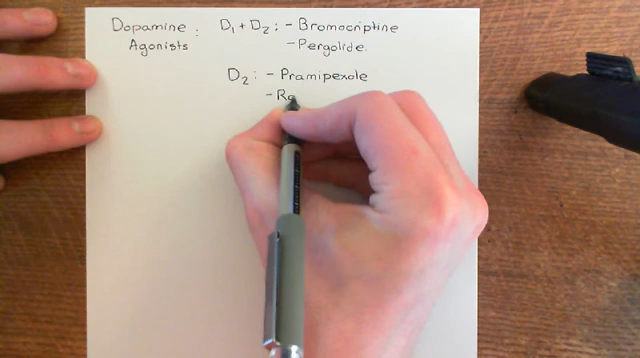 Dopamine Agonists : D₁ + D₂ : - Bromocriptine
- Pergolide.
D₂ : - Pramipexole
- Ro